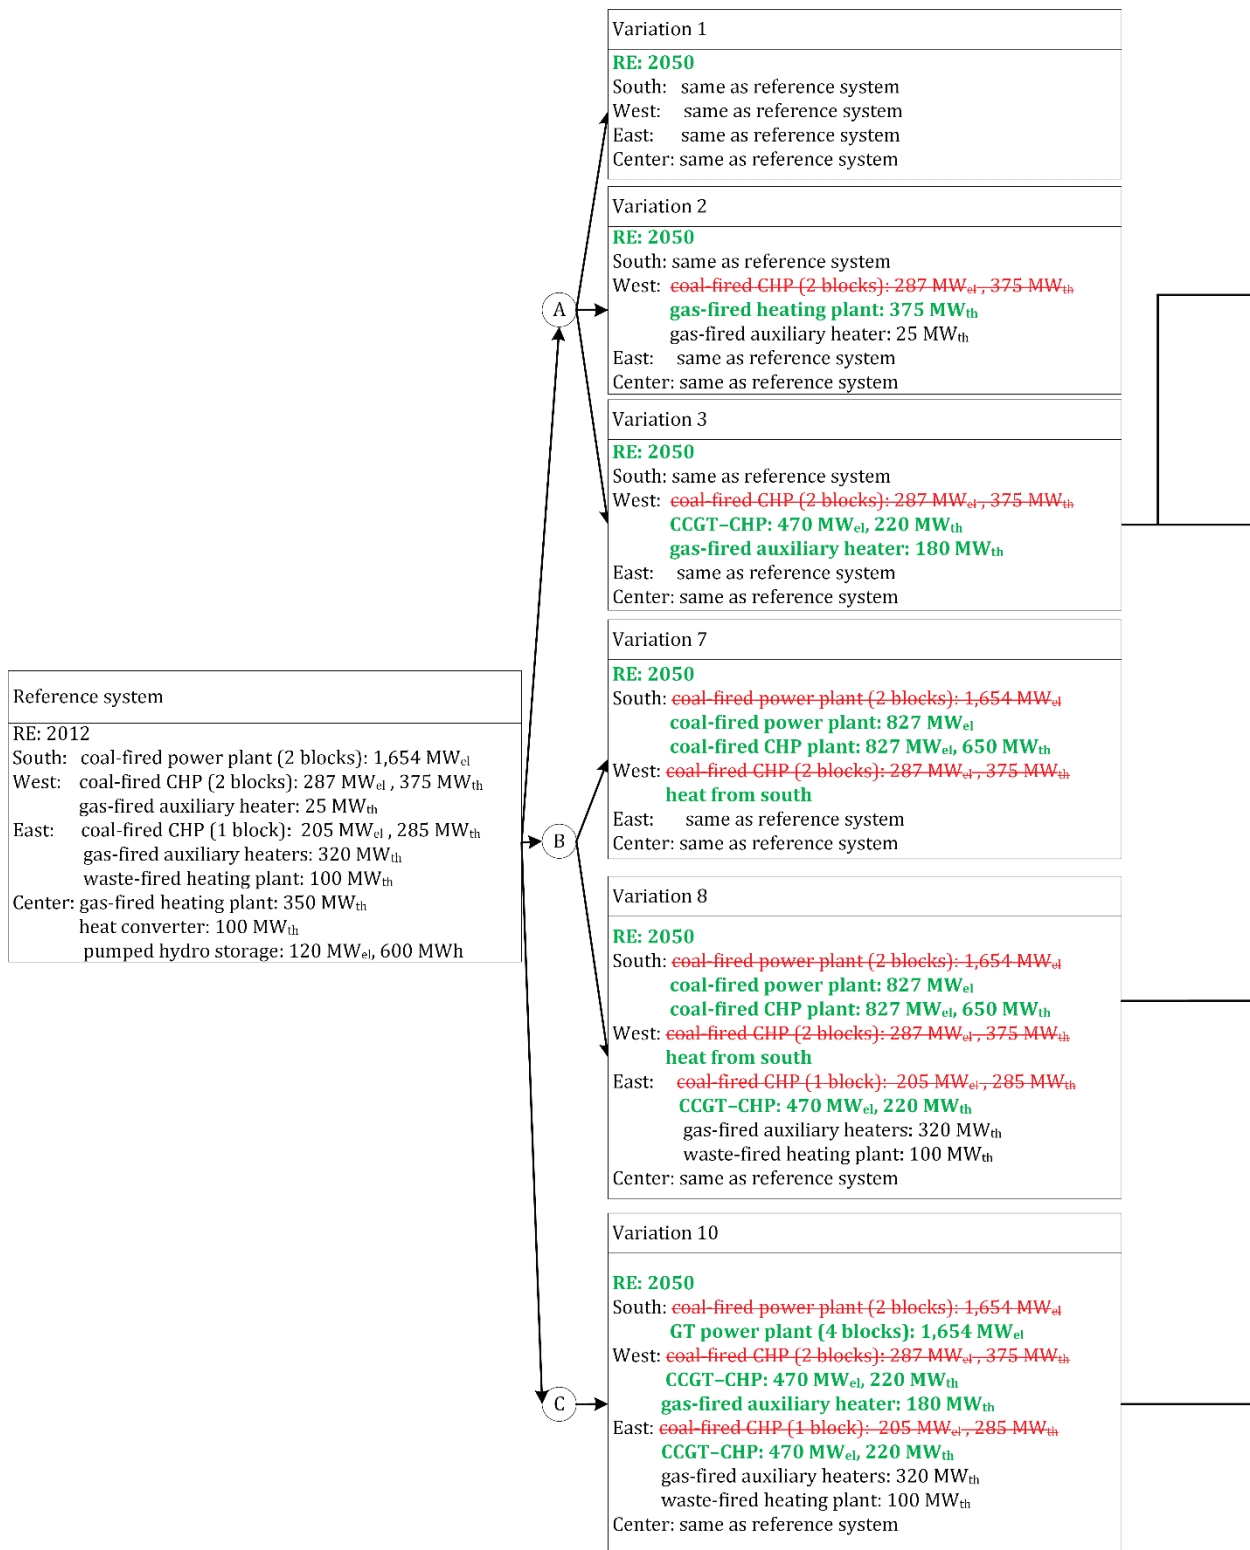 Variation 1
RE: 2050
South: same as reference system
West: same as reference system
East: same as reference system
Center: same as reference system
Variation 2
RE: 2050
South: same as reference system
West: coal-fired CHP (2 blocks): 287 MWel , 375 MWth
gas-fired heating plant: 375 MWth
gas-fired auxiliary heater: 25 MWth
East: same as reference system
Center: same as reference system
A
Variation 3
RE: 2050
South: same as reference system
West: coal-fired CHP (2 blocks): 287 MWel , 375 MWth
CCGT–CHP: 470 MWel, 220 MWth
gas-fired auxiliary heater: 180 MWth
East: same as reference system
Center: same as reference system
Reference system
RE: 2012
South: coal-fired power plant (2 blocks): 1,654 MWel
West: coal-fired CHP (2 blocks): 287 MWel , 375 MWth
gas-fired auxiliary heater: 25 MWth
East: coal-fired CHP (1 block): 205 MWel , 285 MWth
gas-fired auxiliary heaters: 320 MWth
waste-fired heating plant: 100 MWth
Center: gas-fired heating plant: 350 MWth
heat converter: 100 MWth
pumped hydro storage: 120 MWel, 600 MWh
B
Variation 7
RE: 2050
South: coal-fired power plant (2 blocks): 1,654 MWel
coal-fired power plant: 827 MWel
coal-fired CHP plant: 827 MWel, 650 MWth
West: coal-fired CHP (2 blocks): 287 MWel , 375 MWth
heat from south
East: same as reference system
Center: same as reference system
Variation 8
RE: 2050
South: coal-fired power plant (2 blocks): 1,654 MWel
coal-fired power plant: 827 MWel
coal-fired CHP plant: 827 MWel, 650 MWth
West: coal-fired CHP (2 blocks): 287 MWel , 375 MWth
heat from south
East: coal-fired CHP (1 block): 205 MWel , 285 MWth
CCGT–CHP: 470 MWel, 220 MWth
gas-fired auxiliary heaters: 320 MWth
waste-fired heating plant: 100 MWth
Center: same as reference system
C
Variation 10
RE: 2050
South: coal-fired power plant (2 blocks): 1,654 MWel
GT power plant (4 blocks): 1,654 MWel
West: coal-fired CHP (2 blocks): 287 MWel , 375 MWth
CCGT–CHP: 470 MWel, 220 MWth
gas-fired auxiliary heater: 180 MWth
East: coal-fired CHP (1 block): 205 MWel , 285 MWth
CCGT–CHP: 470 MWel, 220 MWth
gas-fired auxiliary heaters: 320 MWth
waste-fired heating plant: 100 MWth
Center: same as reference system